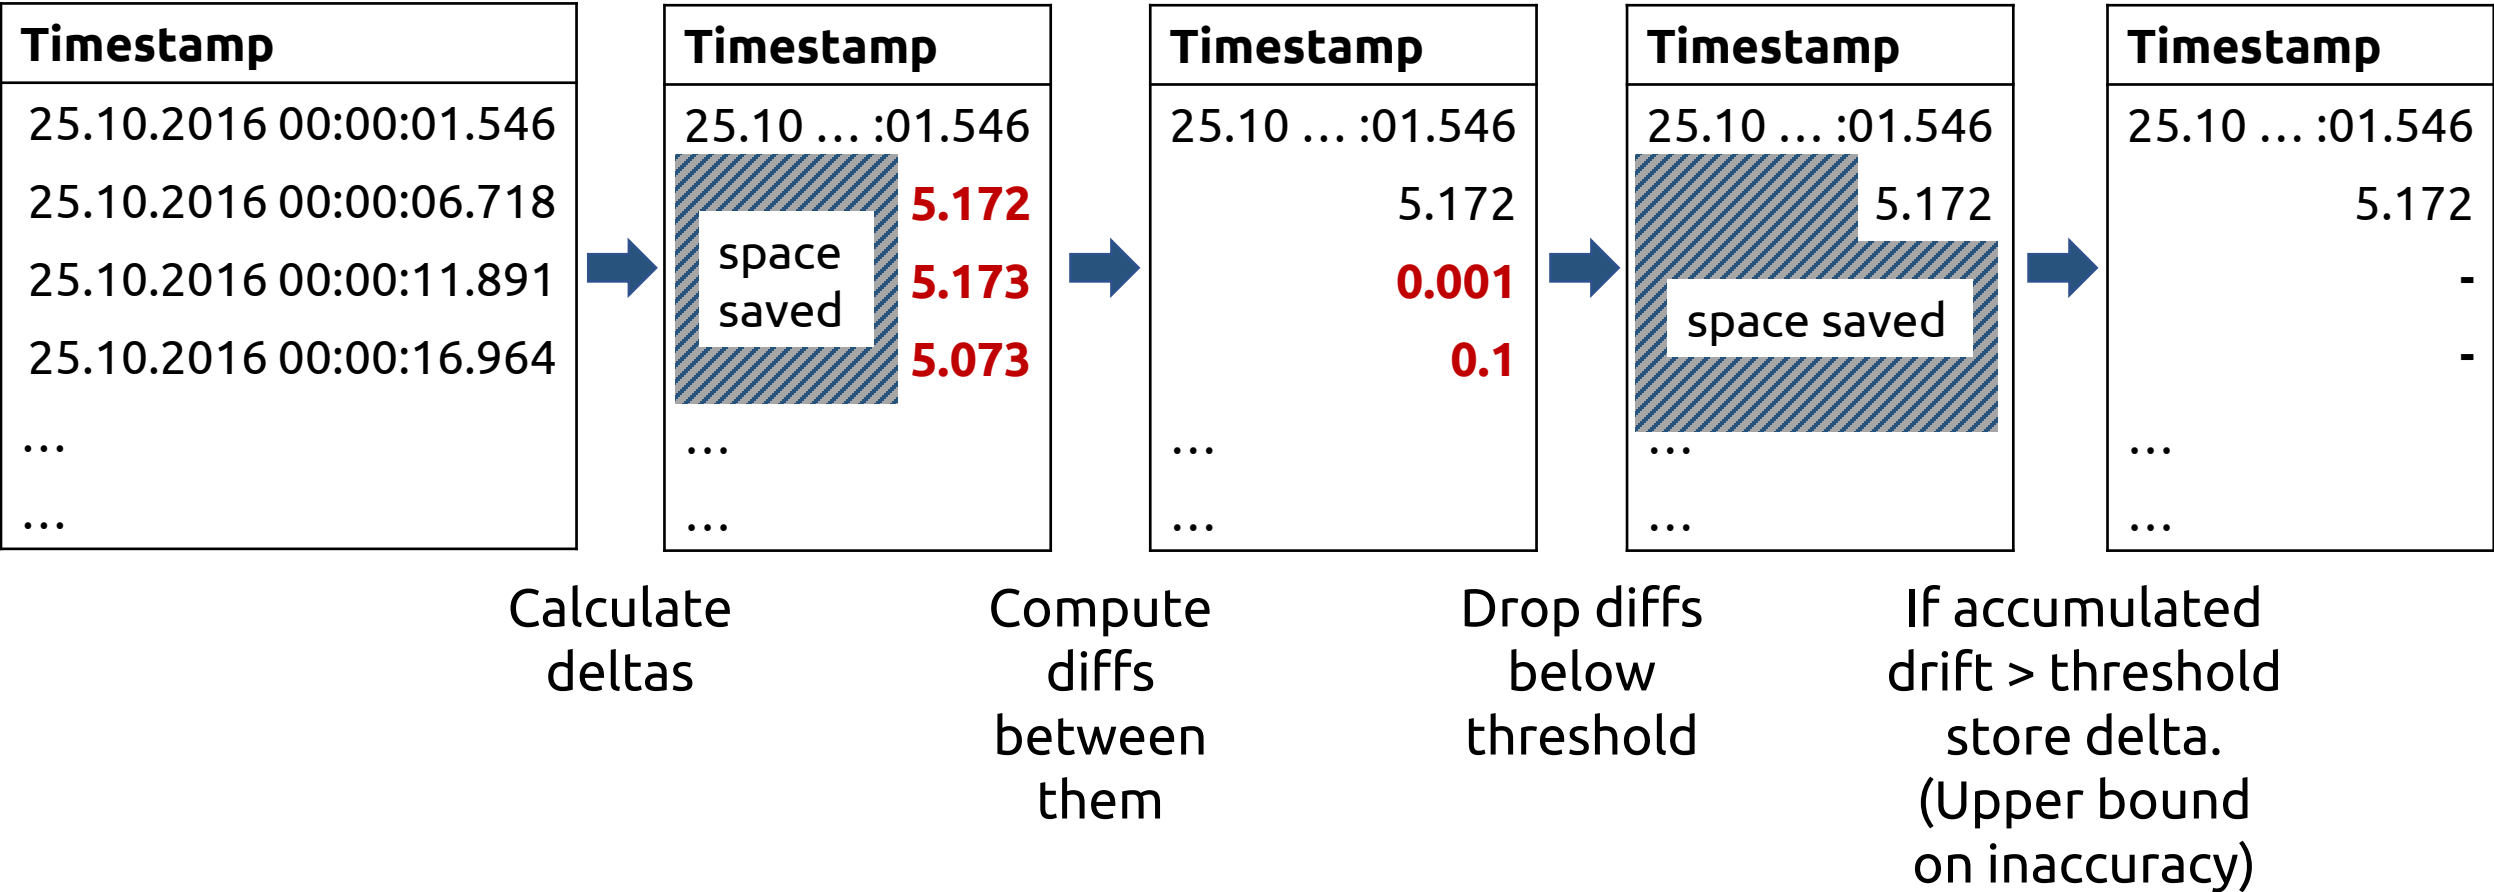 Timestamp
25.10.2016 00:00:01.546
25.10.2016 00:00:06.718
25.10.2016 00:00:11.891
25.10.2016 00:00:16.964
...
...
Timestamp
25.10 ... :01.546
5.172
5.173
5.073
space
saved
...
...
Timestamp
25.10 ... :01.546
5.172
0.001
0.1
...
...
Timestamp
25.10 ... :01.546
5.172
space saved
...
...
Timestamp
25.10 ... :01.546
5.172
-
-
...
...
Calculate
deltas
Compute
diffs
between
them
Drop diffs
below
threshold
If accumulated
drift > threshold
store delta.
(Upper bound
on inaccuracy)